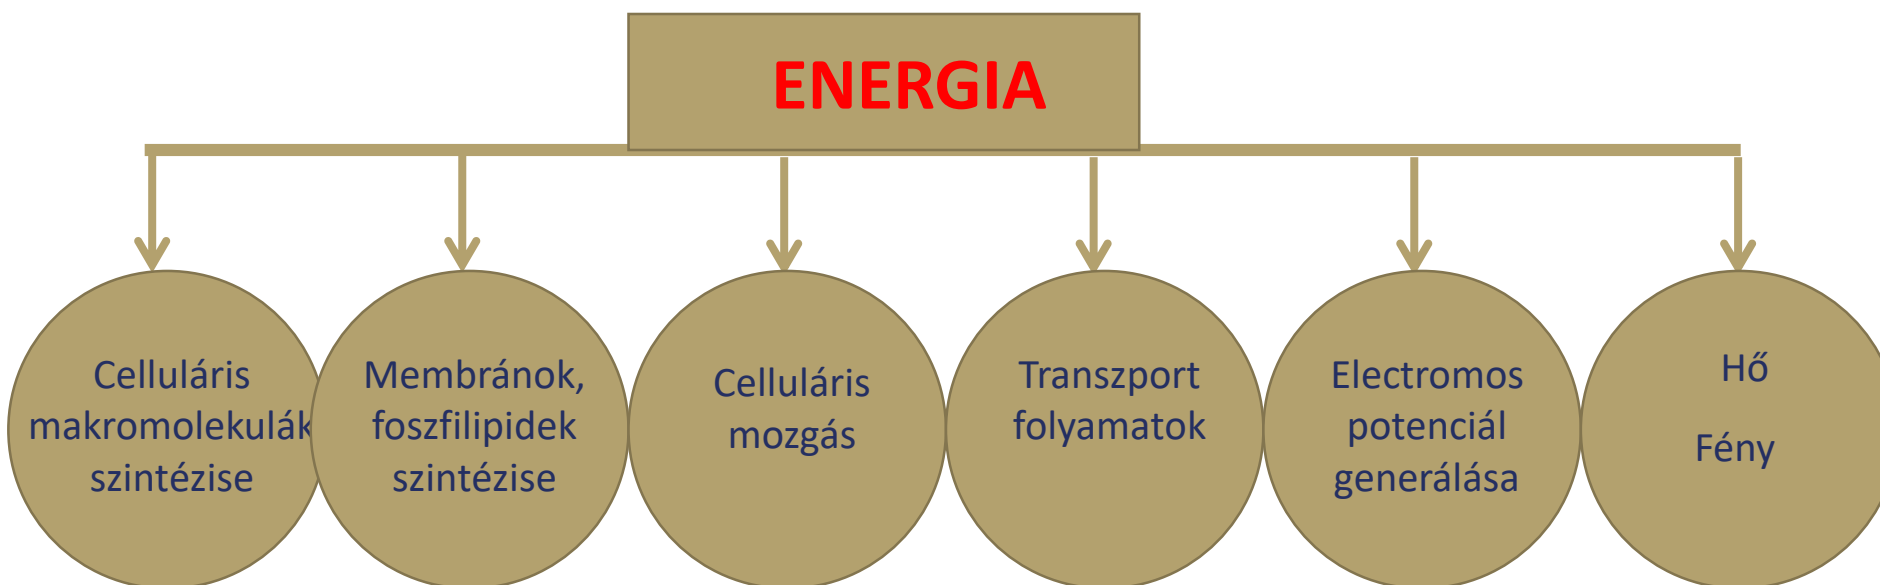 ENERGIA
Celluláris
makromolekulák
szintézise
Membránok,
foszfilipidek
szintézise
Celluláris
mozgás
Transzport
folyamatok
Electromos
potenciál
generálása
Hő
Fény